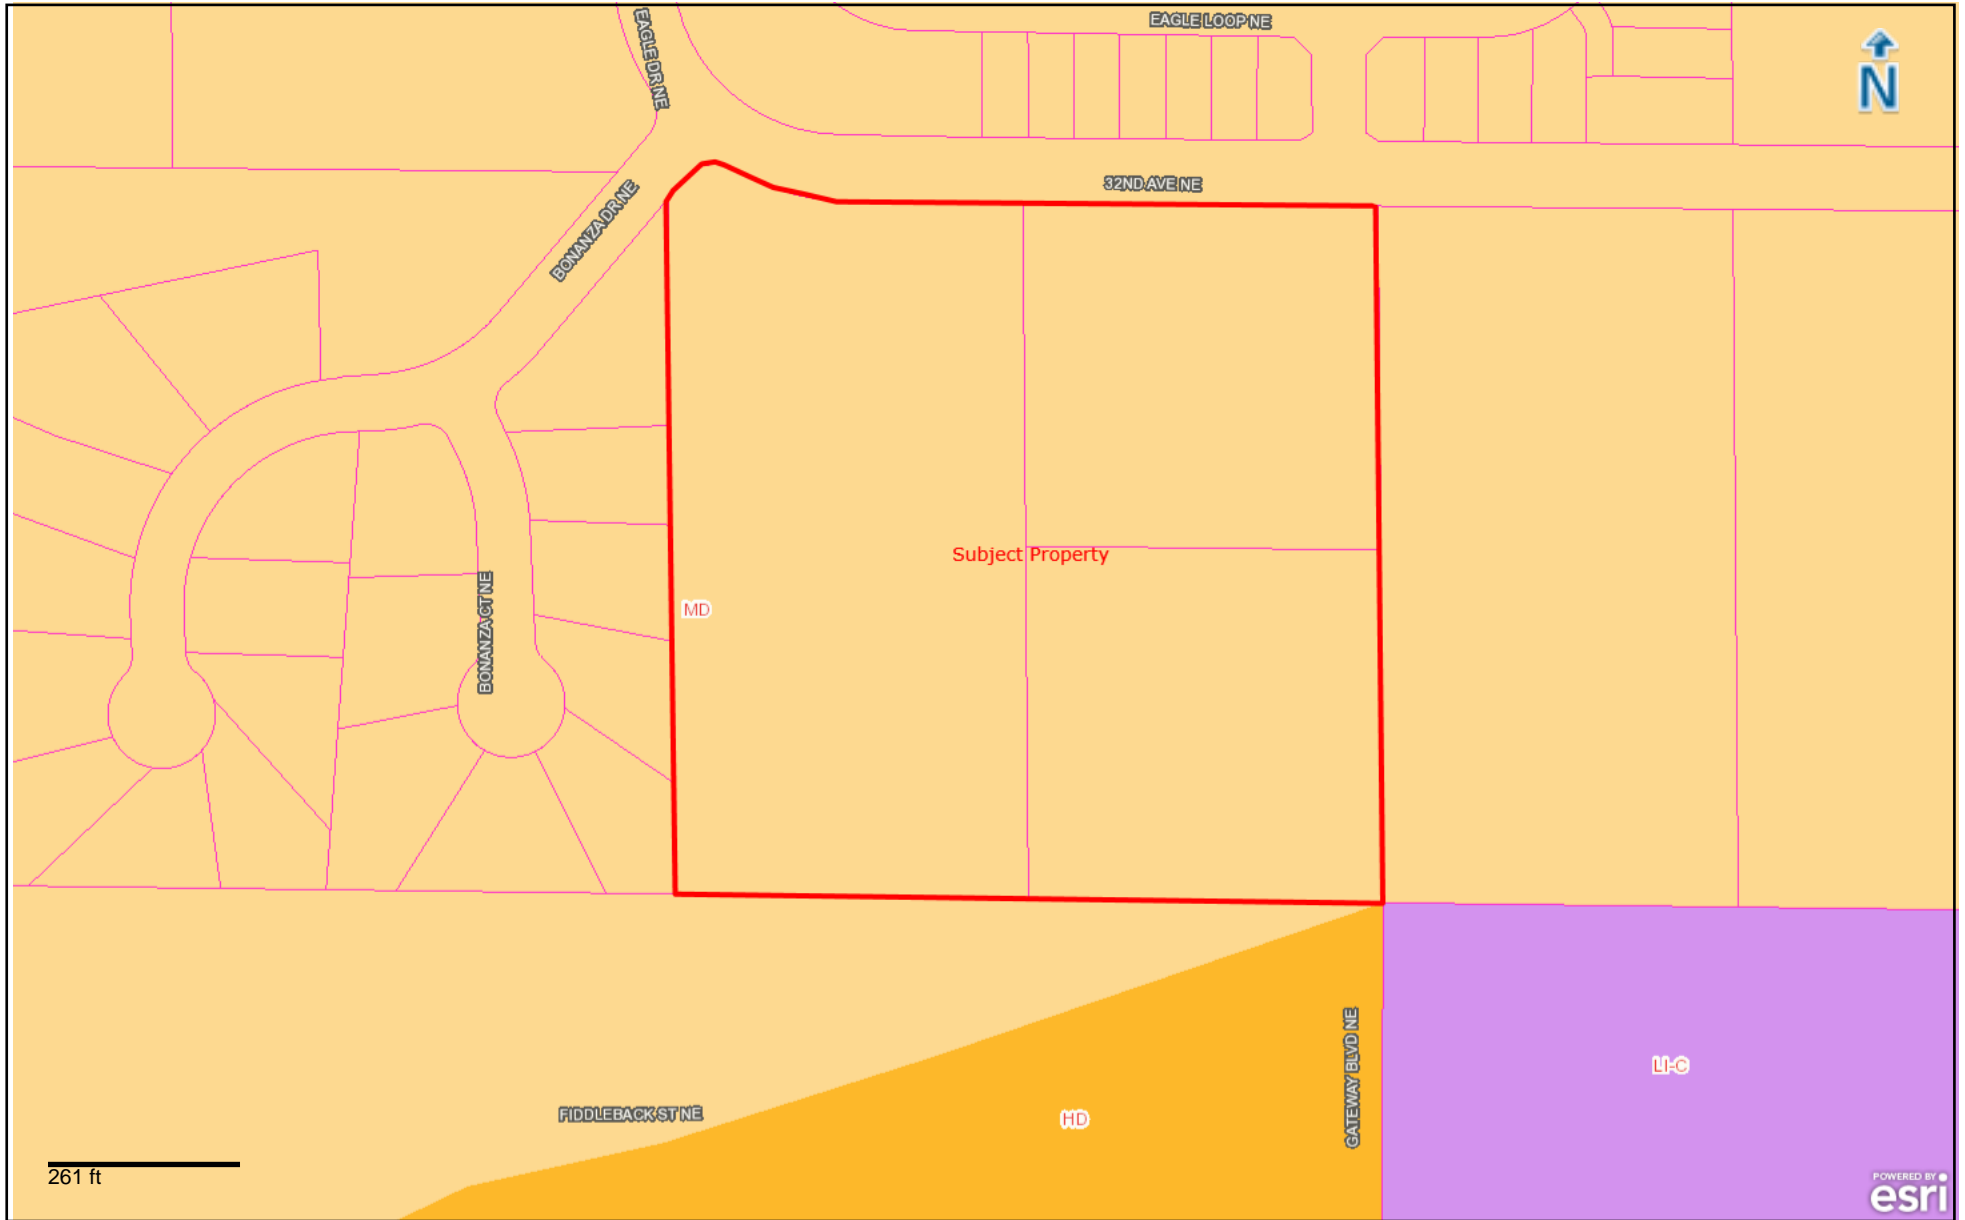 EAGLE LOOP NE
EAGLE DR NE
N
32ND AVE NE
BONANZA DR NE
Subject Property
MD
BONANZA CT NE
GATEWAY BLVD NE
LI-C
FIDDLEBACK ST NE
HD
261 ft
POWERED BY
esri